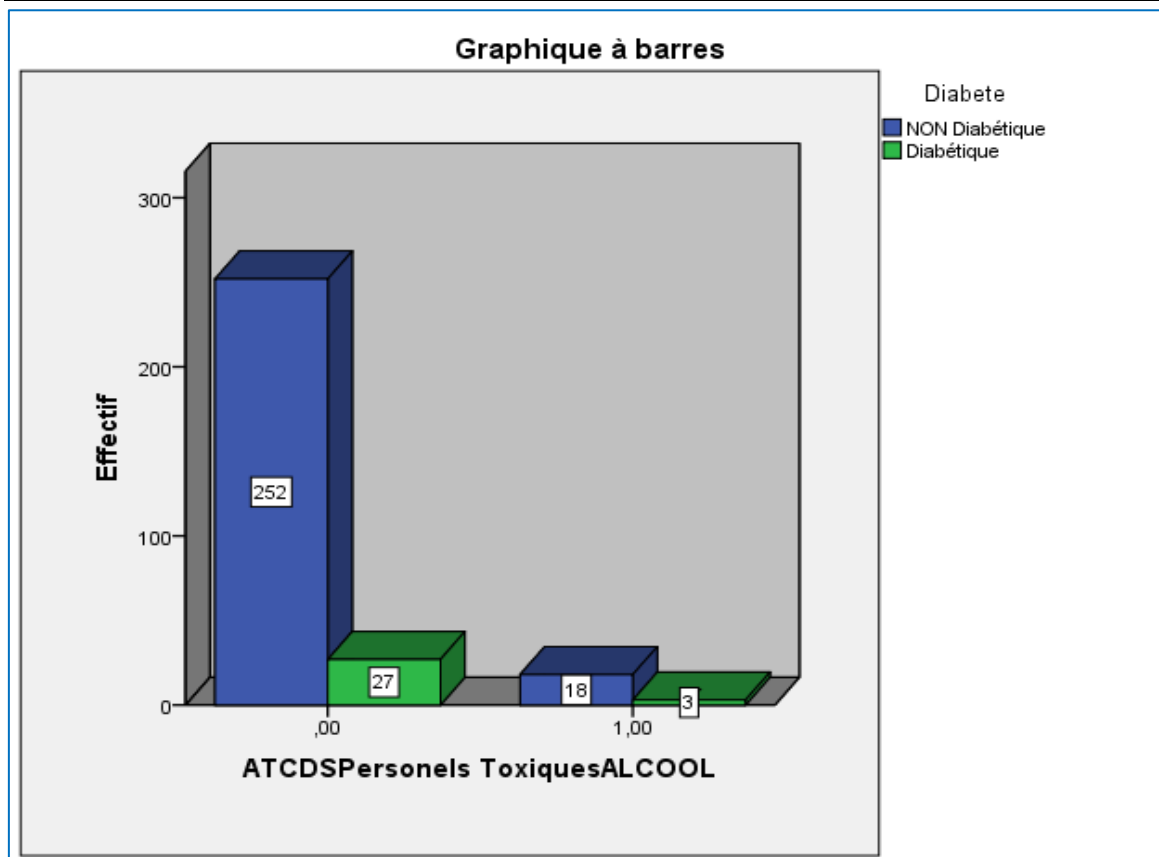 Graphique à barres
Diabete
NON Diabétique
Diabétique
Effectif
300
200
100
0
252
27
18
3
,00
1,00
ATCDSPersonels ToxiquesALCOOL